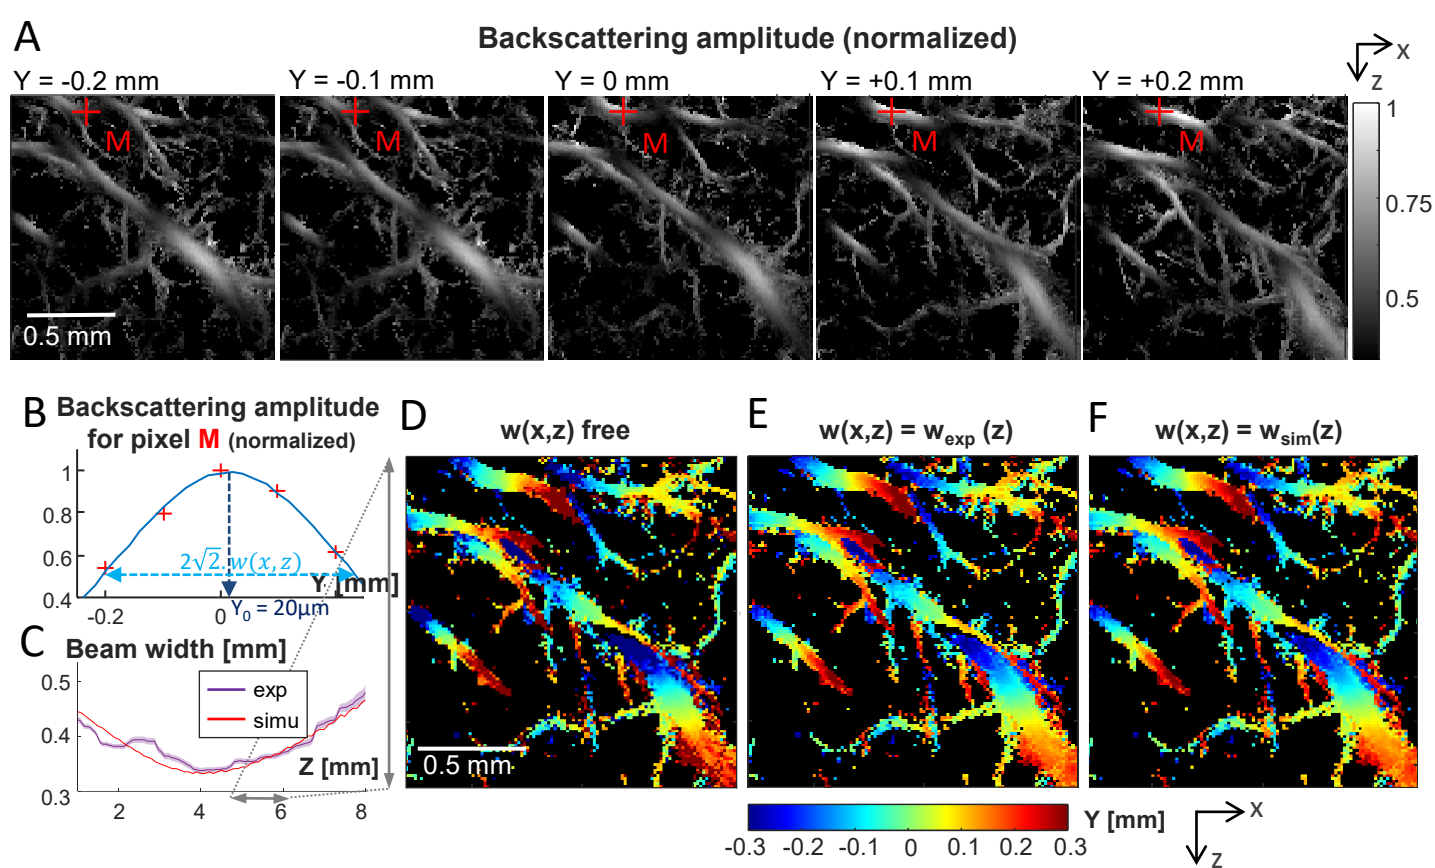 A
Backscattering amplitude (normalized)
Y = -0.2 mm
Y = -0.1 mm
Y = 0 mm
Y = +0.1 mm
Y = +0.2 mm
X
Z
M
M
M
M
M
0.5 mm
1
0.75
0.5
B
Backscattering amplitude
for pixel M (normalized)
1
0.8
0.6
0.4
2√2. w(x, z)
Y [mm]
-0.2
0
Y₀ = 20µm
C
Beam width [mm]
0.5
0.4
0.3
exp
simu
Z [mm]
2
4
6
8
D
w(x,z) free
0.5 mm
E
w(x,z) = w_exp (z)
F
w(x,z) = w_sim(z)
-0.3
-0.2
-0.1
0
0.1
0.2
0.3
Y [mm]
X
Z